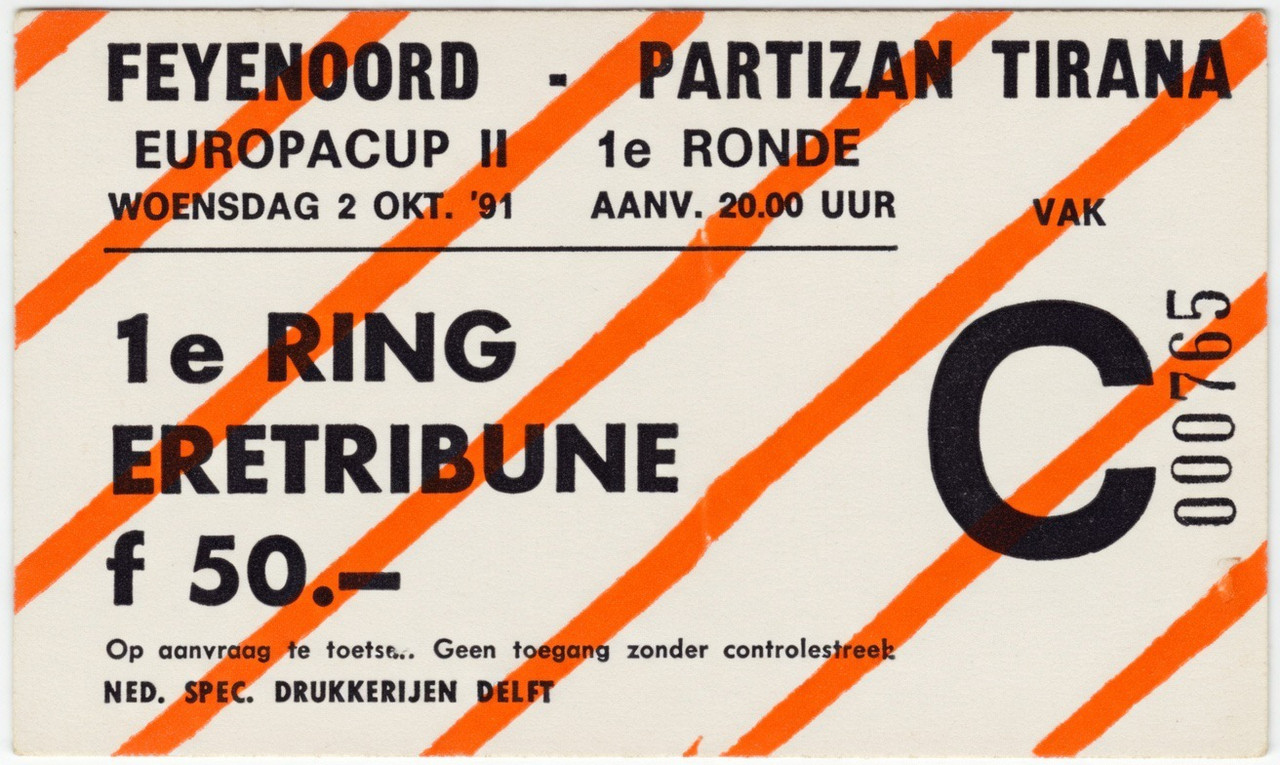 FEYENOORD - PARTIZAN TIRANA
EUROPACUP II 1e RONDE
WOENSDAG 2 OKT. '91 AANV. 20.00 UUR
VAK
C
000765
1e RING
ERETRIBUNE
f 50.—
Op aanvraag te Geen toegang zonder controlestreek
NED. SPEC. DRUKKERIJEN DELFT